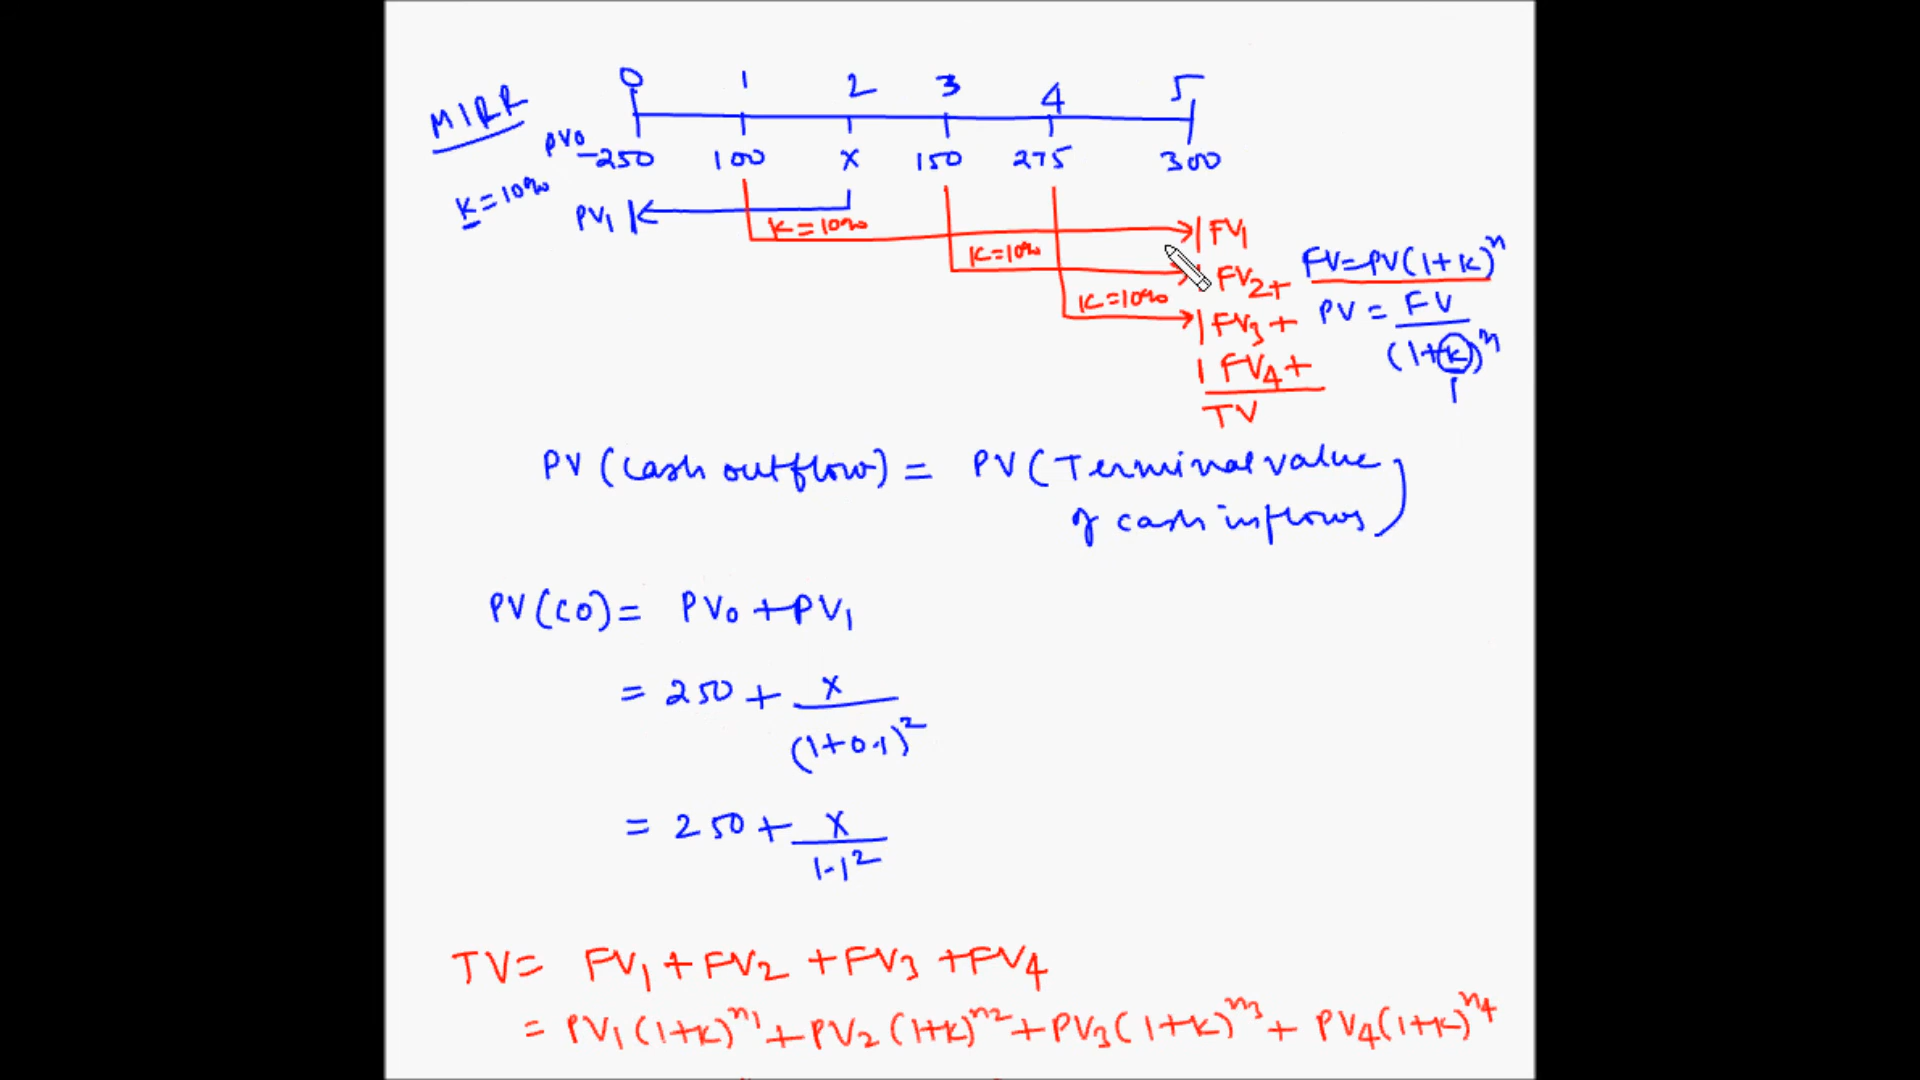 0 1 2 3 4 5
MIRR
PV0 -250 100 X 150 275 300
K=10%
PV1 K=10% FV1
K=10% FV2+ FV=PV(1+K)^n
K=10% FV3+ PV = FV/(1+K)^n
FV4+
TV
PV (Cash outflow) = PV (Terminal value
of cash inflows)
PV(CO) = PV0 + PV1
= 250 + X/(1+0.1)^2
= 250 + X/1.1^2
TV = FV1 + FV2 + FV3 + FV4
= PV1(1+K)^n1 + PV2(1+K)^n2 + PV3(1+K)^n3 + PV4(1+K)^n4